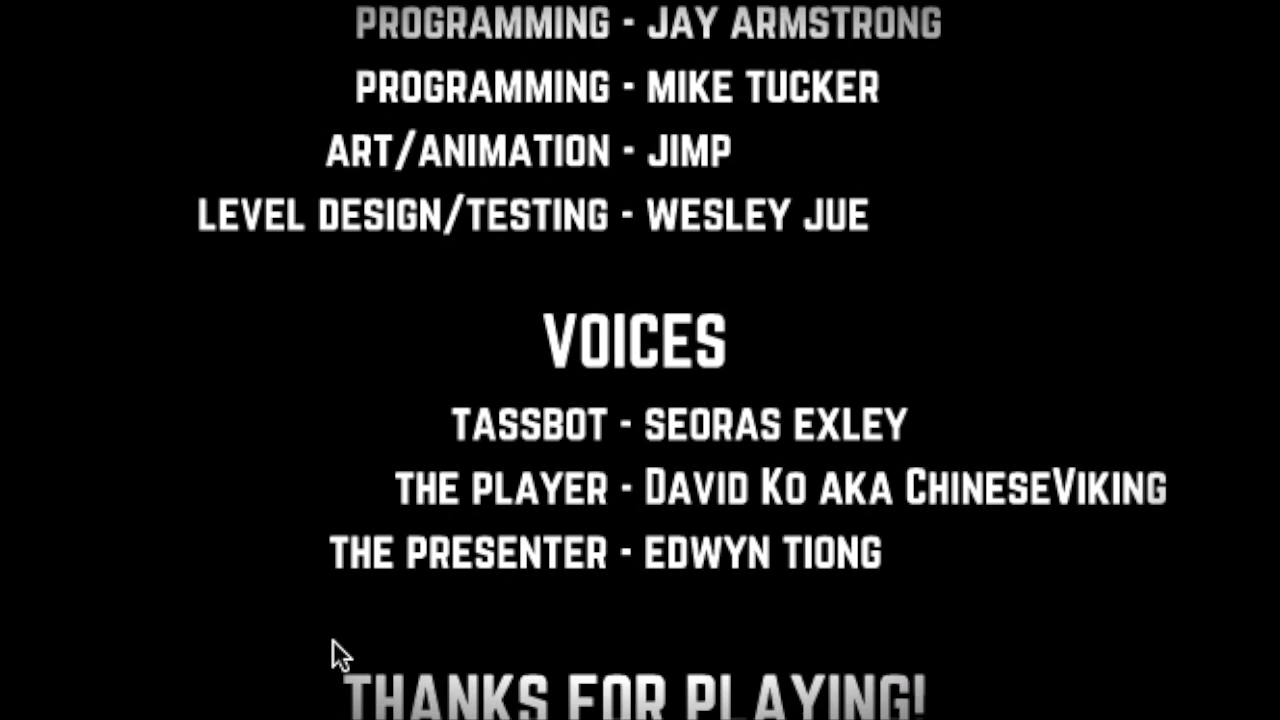 PROGRAMMING - JAY ARMSTRONG
PROGRAMMING - MIKE TUCKER
ART/ANIMATION - JIMP
LEVEL DESIGN/TESTING - WESLEY JUE
VOICES
TASSBOT - SEORAS EXLEY
THE PLAYER - DAVID KO AKA CHINESEVIKING
THE PRESENTER - EDWYN TIONG
THANKS FOR PLAYING!